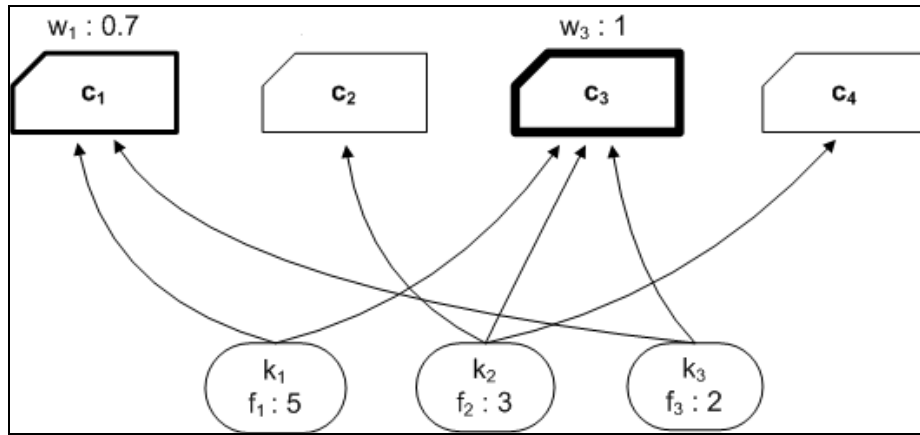 w₁ : 0.7
w₃ : 1
c₁
c₂
c₃
c₄
k₁
f₁ : 5
k₂
f₂ : 3
k₃
f₃ : 2